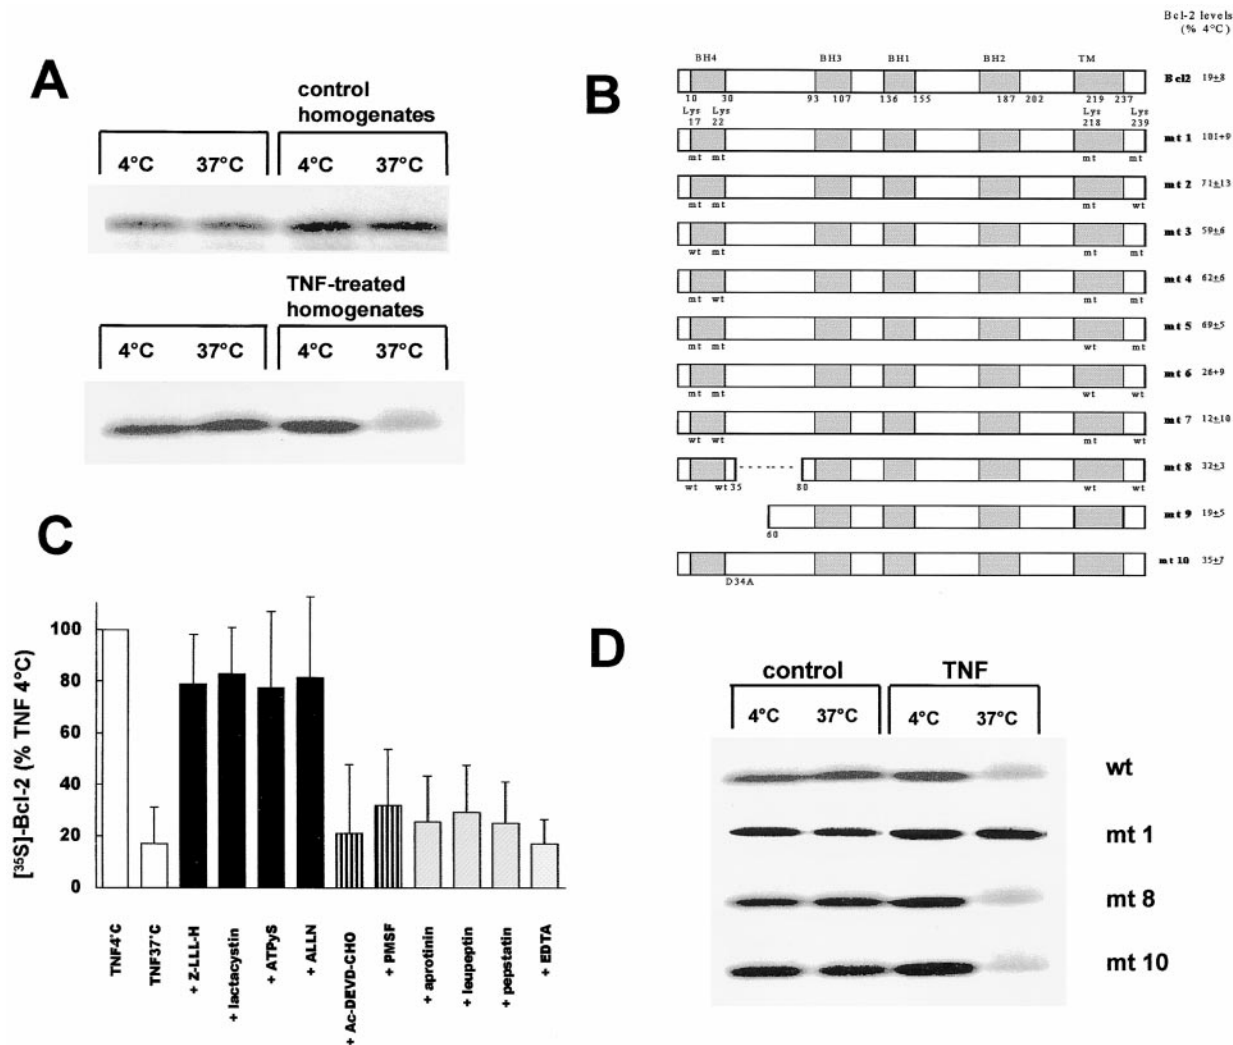 A
control
homogenates
4°C 37°C 4°C 37°C
TNF-treated
homogenates
4°C 37°C 4°C 37°C
B
Bcl-2 levels
(% 4°C)
BH4 BH3 BH1 BH2 TM
Bcl2 19±8
10 30 93 107 136 155 187 202 219 237
Lys Lys Lys Lys
17 22 218 239
mt 1 101+9
mt mt mt mt
mt 2 71±13
mt mt mt wt
mt 3 59±6
wt mt mt mt
mt 4 62±6
mt wt mt mt
mt 5 69±5
mt mt wt mt
mt 6 26+9
mt mt wt wt
mt 7 12±10
wt wt mt wt
mt 8 32±3
wt wt 35 80 wt wt
mt 9 19±5
60
mt 10 35±7
D34A
C
[³⁵S]-Bcl-2 (% TNF 4°C)
100
80
60
40
20
0
TNF4°C
TNF37°C
+ Z-LLL-H
+ lactacystin
+ ATPγS
+ ALLN
+ Ac-DEVD-CHO
+ PMSF
+ aprotinin
+ leupeptin
+ pepstatin
+ EDTA
D
control TNF
4°C 37°C 4°C 37°C
wt
mt 1
mt 8
mt 10